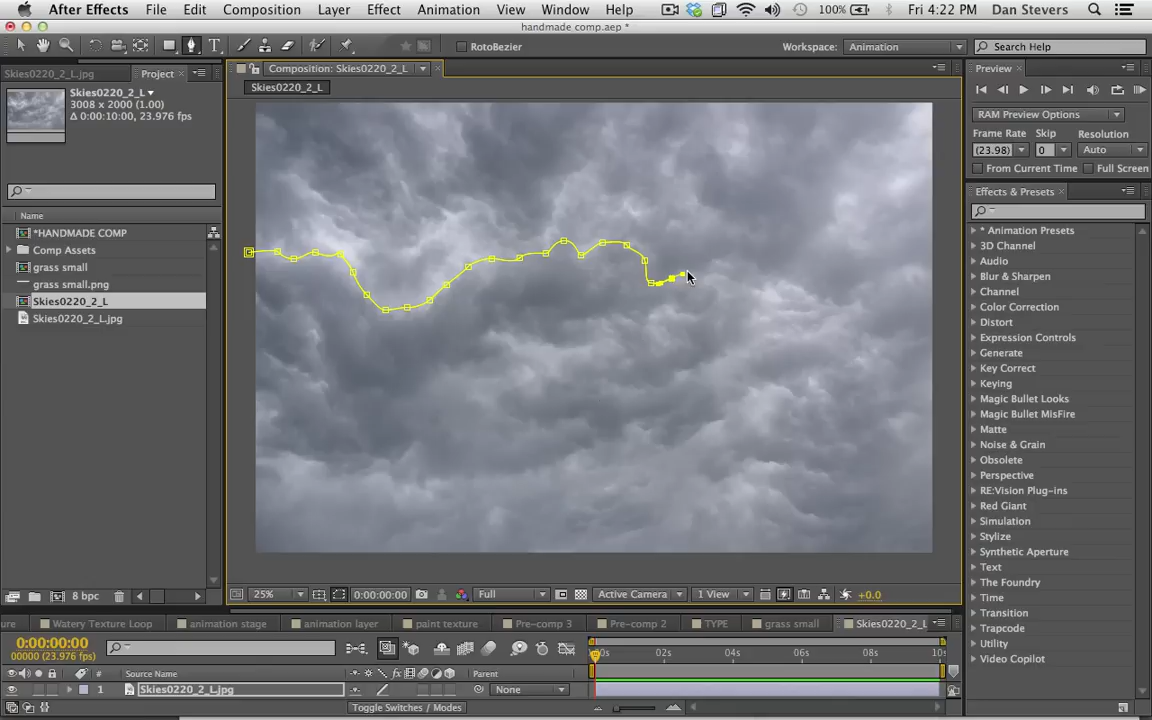 After Effects File Edit Composition Layer Effect Animation View Window Help 100% Fri 4:22 PM Dan Stevers
handmade comp.aep *
RotoBezier Workspace: Animation Search Help
Skies0220_2_L.jpg Project
Composition: Skies0220_2_L
Preview
Skies0220_2_L
3008 x 2000 (1.00)
Δ 0:00:10:00, 23.976 fps
Skies0220_2_L
RAM Preview Options
Frame Rate Skip Resolution
(23.98) 0 Auto
From Current Time Full Screen
Effects & Presets
Name
*HANDMADE COMP
Comp Assets
grass small
grass small.png
Skies0220_2_L
Skies0220_2_L.jpg
* Animation Presets
3D Channel
Audio
Blur & Sharpen
Channel
Color Correction
Distort
Expression Controls
Generate
Key Correct
Keying
Magic Bullet Looks
Magic Bullet MisFire
Matte
Noise & Grain
Obsolete
Perspective
RE:Vision Plug-ins
Red Giant
Simulation
Stylize
Synthetic Aperture
Text
The Foundry
Time
Transition
Trapcode
Utility
Video Copilot
8 bpc
25% 0:00:00:00 Full Active Camera 1 View +0.0
ure Watery Texture Loop animation stage animation layer paint texture Pre-comp 3 Pre-comp 2 TYPE grass small Skies0220_2_L
0:00:00:00
00000 (23.976 fps)
00s 02s 04s 06s 08s 10s
# Source Name fx Parent
1 Skies0220_2_L.jpg None
Toggle Switches / Modes